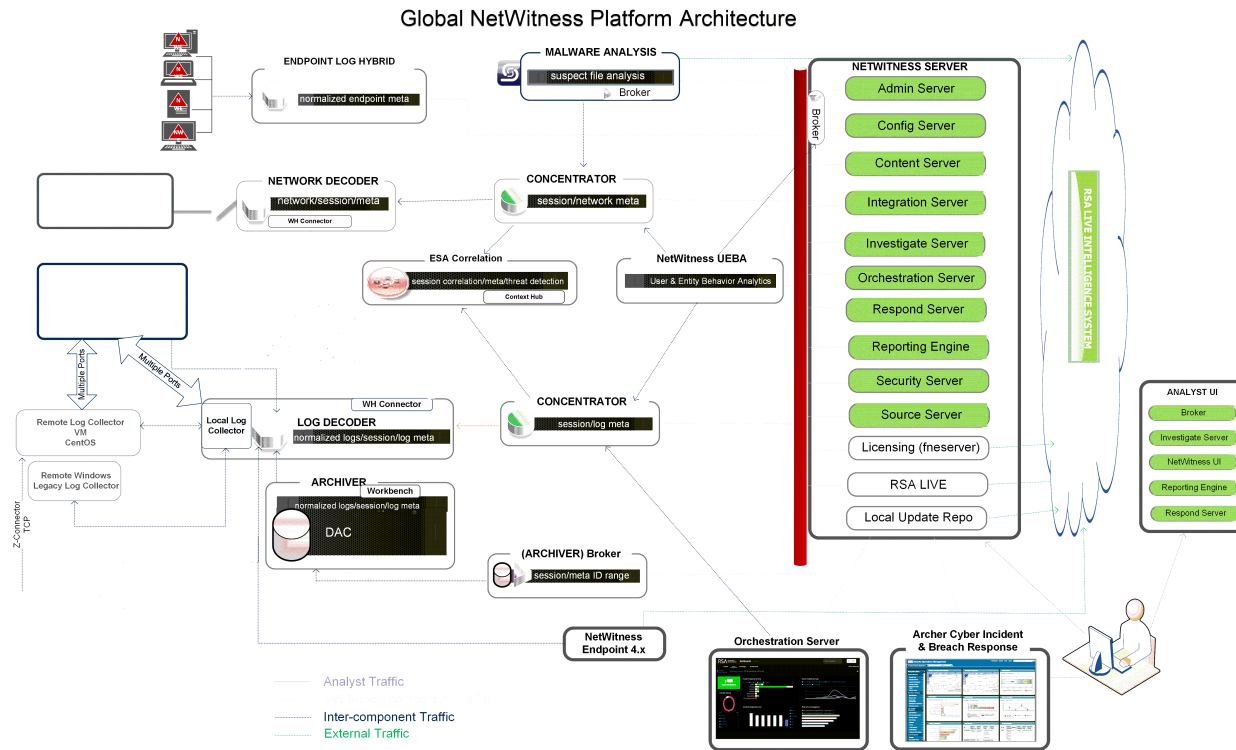 Global NetWitness Platform Architecture
ENDPOINT LOG HYBRID
normalized endpoint meta
MALWARE ANALYSIS
suspect file analysis
Broker
NETWORK DECODER
network/session/meta
WH Connector
CONCENTRATOR
session/network meta
ESA Correlation
session correlation/meta/threat detection
Context Hub
NetWitness UEBA
User & Entity Behavior Analytics
Multiple Ports
Multiple Ports
Remote Log Collector
VM
CentOS
Remote Windows
Legacy Log Collector
Z-Connector
TCP
Local Log
Collector
WH Connector
LOG DECODER
normalized logs/session/log meta
CONCENTRATOR
session/log meta
ARCHIVER
Workbench
normalized logs/session/log meta
DAC
(ARCHIVER) Broker
session/meta ID range
NetWitness
Endpoint 4.x
NETWITNESS SERVER
Broker
Admin Server
Config Server
Content Server
Integration Server
Investigate Server
Orchestration Server
Respond Server
Reporting Engine
Security Server
Source Server
Licensing (fneserver)
RSA LIVE
Local Update Repo
RSA LIVE INTELLIGENCE SYSTEM
ANALYST UI
Broker
Investigate Server
NetWitness UI
Reporting Engine
Respond Server
Orchestration Server
RSA
Archer Cyber Incident
& Breach Response
Analyst Traffic
Inter-component Traffic
External Traffic